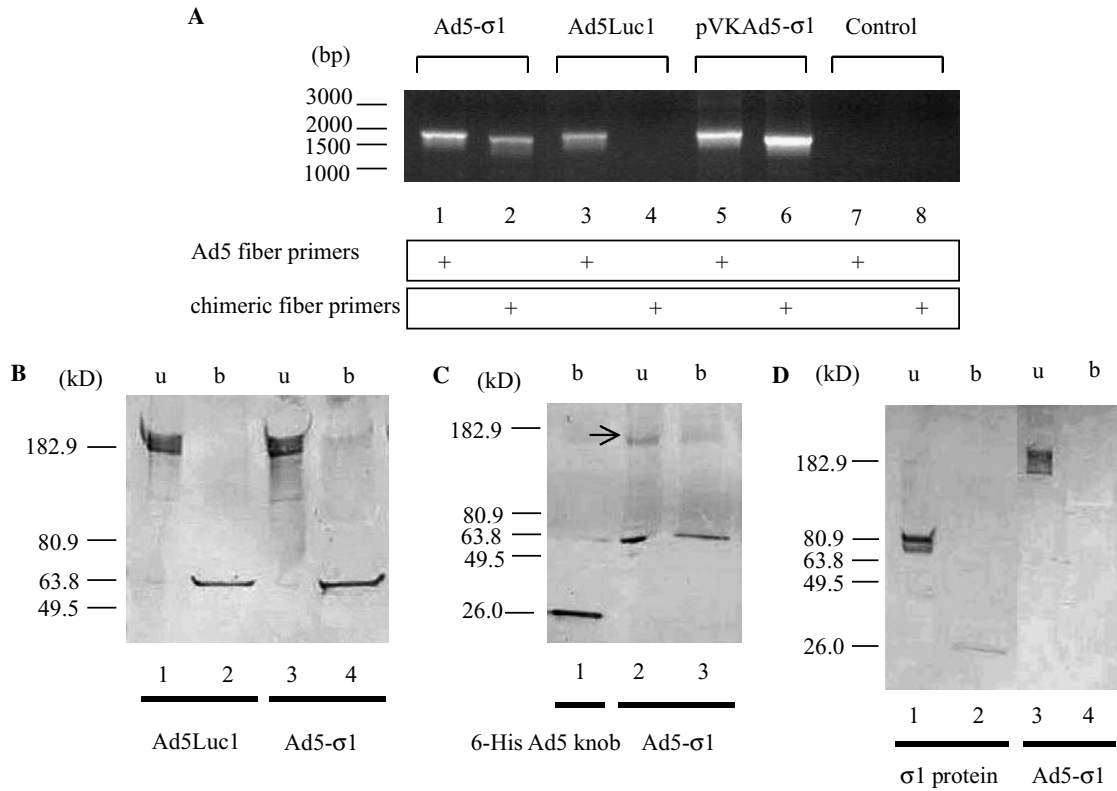 A
Ad5-σ1 Ad5Luc1 pVKAd5-σ1 Control
(bp)
3000
2000
1500
1000
1 2 3 4 5 6 7 8
Ad5 fiber primers + + + +
chimeric fiber primers + + + +
B (kD) u b u b
182.9
80.9
63.8
49.5
1 2 3 4
Ad5Luc1 Ad5-σ1
C (kD) b u b
182.9
80.9
63.8
49.5
26.0
1 2 3
6-His Ad5 knob Ad5-σ1
D (kD) u b u b
182.9
80.9
63.8
49.5
26.0
1 2 3 4
σ1 protein Ad5-σ1